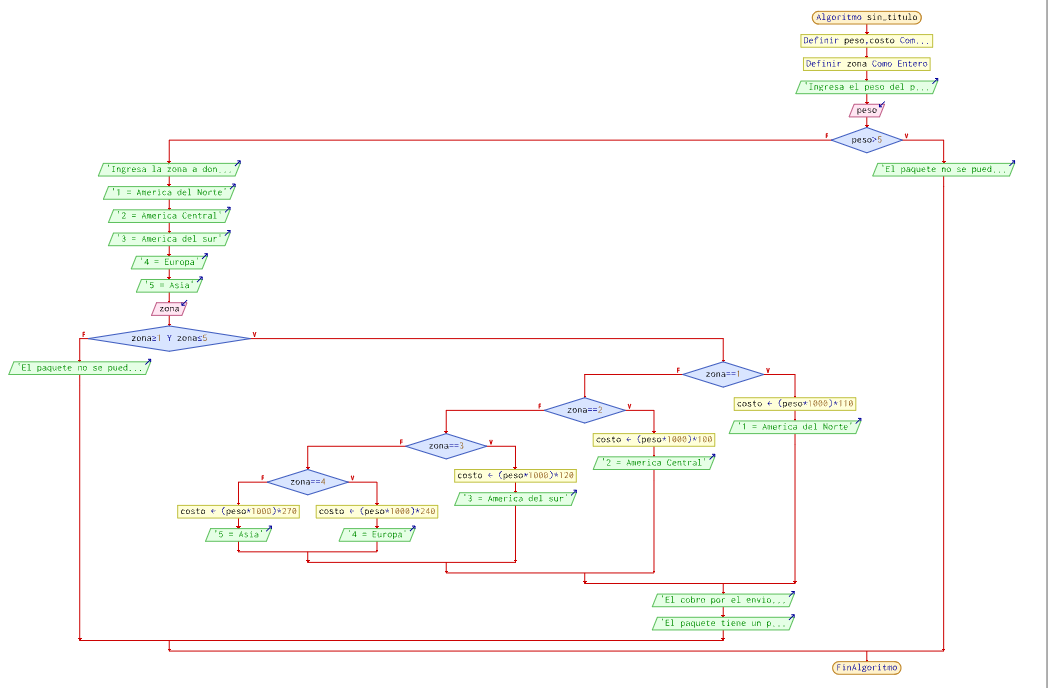 Algoritmo sin_titulo
Definir peso,costo Com...
Definir zona Como Entero
'Ingresa el peso del p...
peso
peso>5
F
V
'Ingresa la zona a don...
'El paquete no se pued...
'1 = America del Norte'
'2 = America Central'
'3 = America del sur'
'4 = Europa'
'5 = Asia'
zona
zona≥1 Y zona≤5
F
V
'El paquete no se pued...
zona==1
F
V
costo ← (peso*1000)*110
'1 = America del Norte'
zona==2
F
V
costo ← (peso*1000)*100
'2 = America Central'
zona==3
F
V
costo ← (peso*1000)*120
'3 = America del sur'
zona==4
F
V
costo ← (peso*1000)*270
costo ← (peso*1000)*240
'5 = Asia'
'4 = Europa'
'El cobro por el envio...
'El paquete tiene un p...
FinAlgoritmo